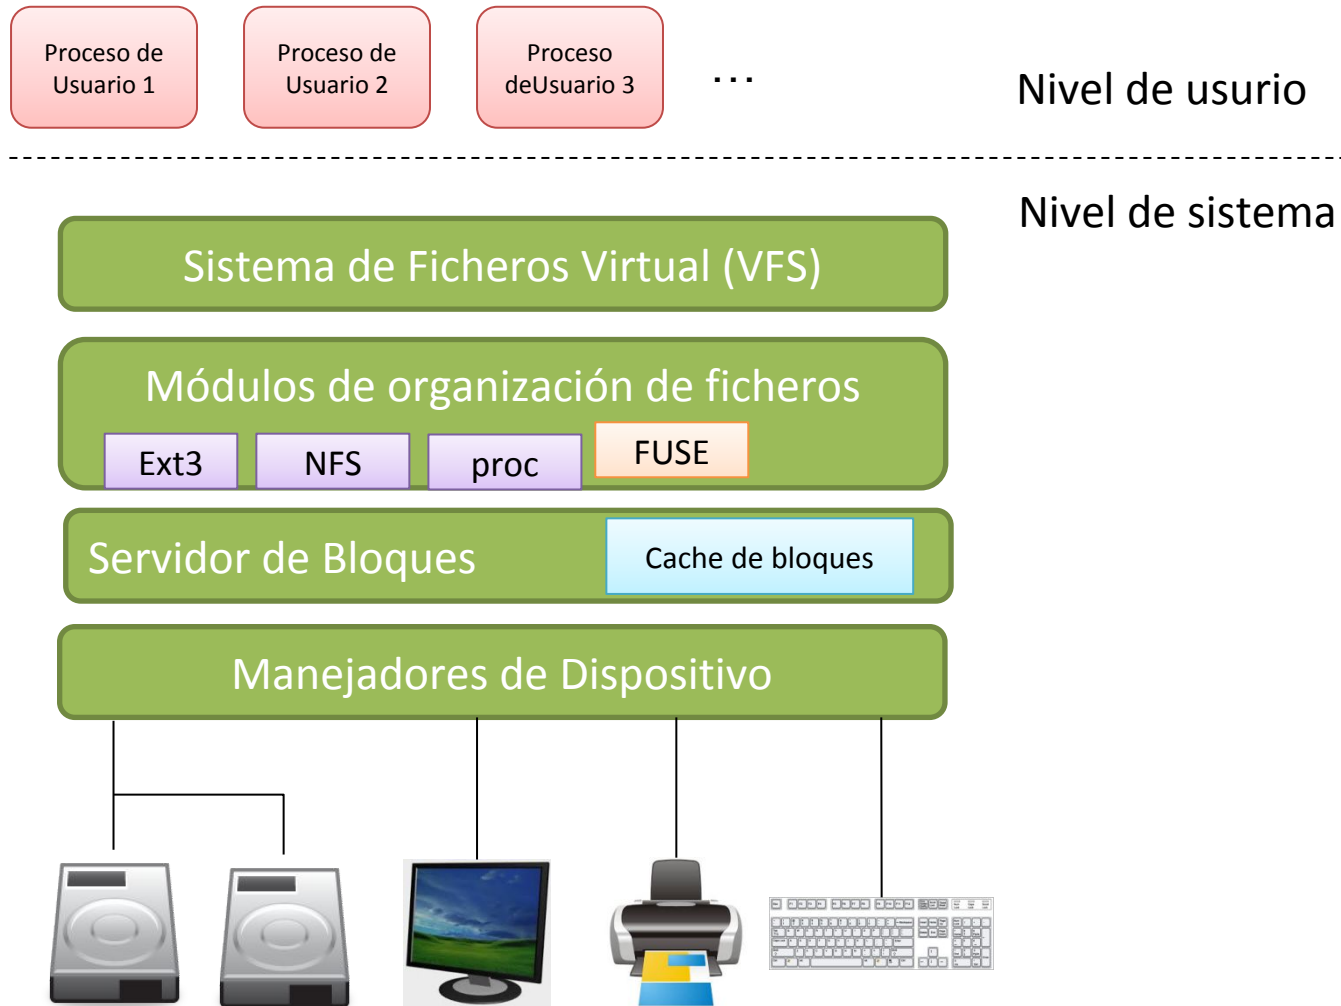 Proceso de
Usuario 1
Proceso de
Usuario 2
Proceso
deUsuario 3
...
Nivel de usurio
Nivel de sistema
Sistema de Ficheros Virtual (VFS)
Módulos de organización de ficheros
Ext3
NFS
proc
FUSE
Servidor de Bloques
Cache de bloques
Manejadores de Dispositivo